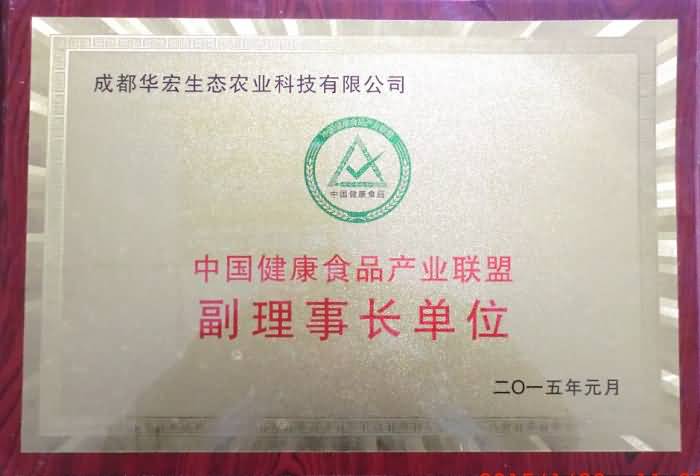 成都华宏生态农业科技有限公司
中国健康食品产业联盟
中国健康食品
中国健康食品产业联盟
副理事长单位
二〇一五年元月